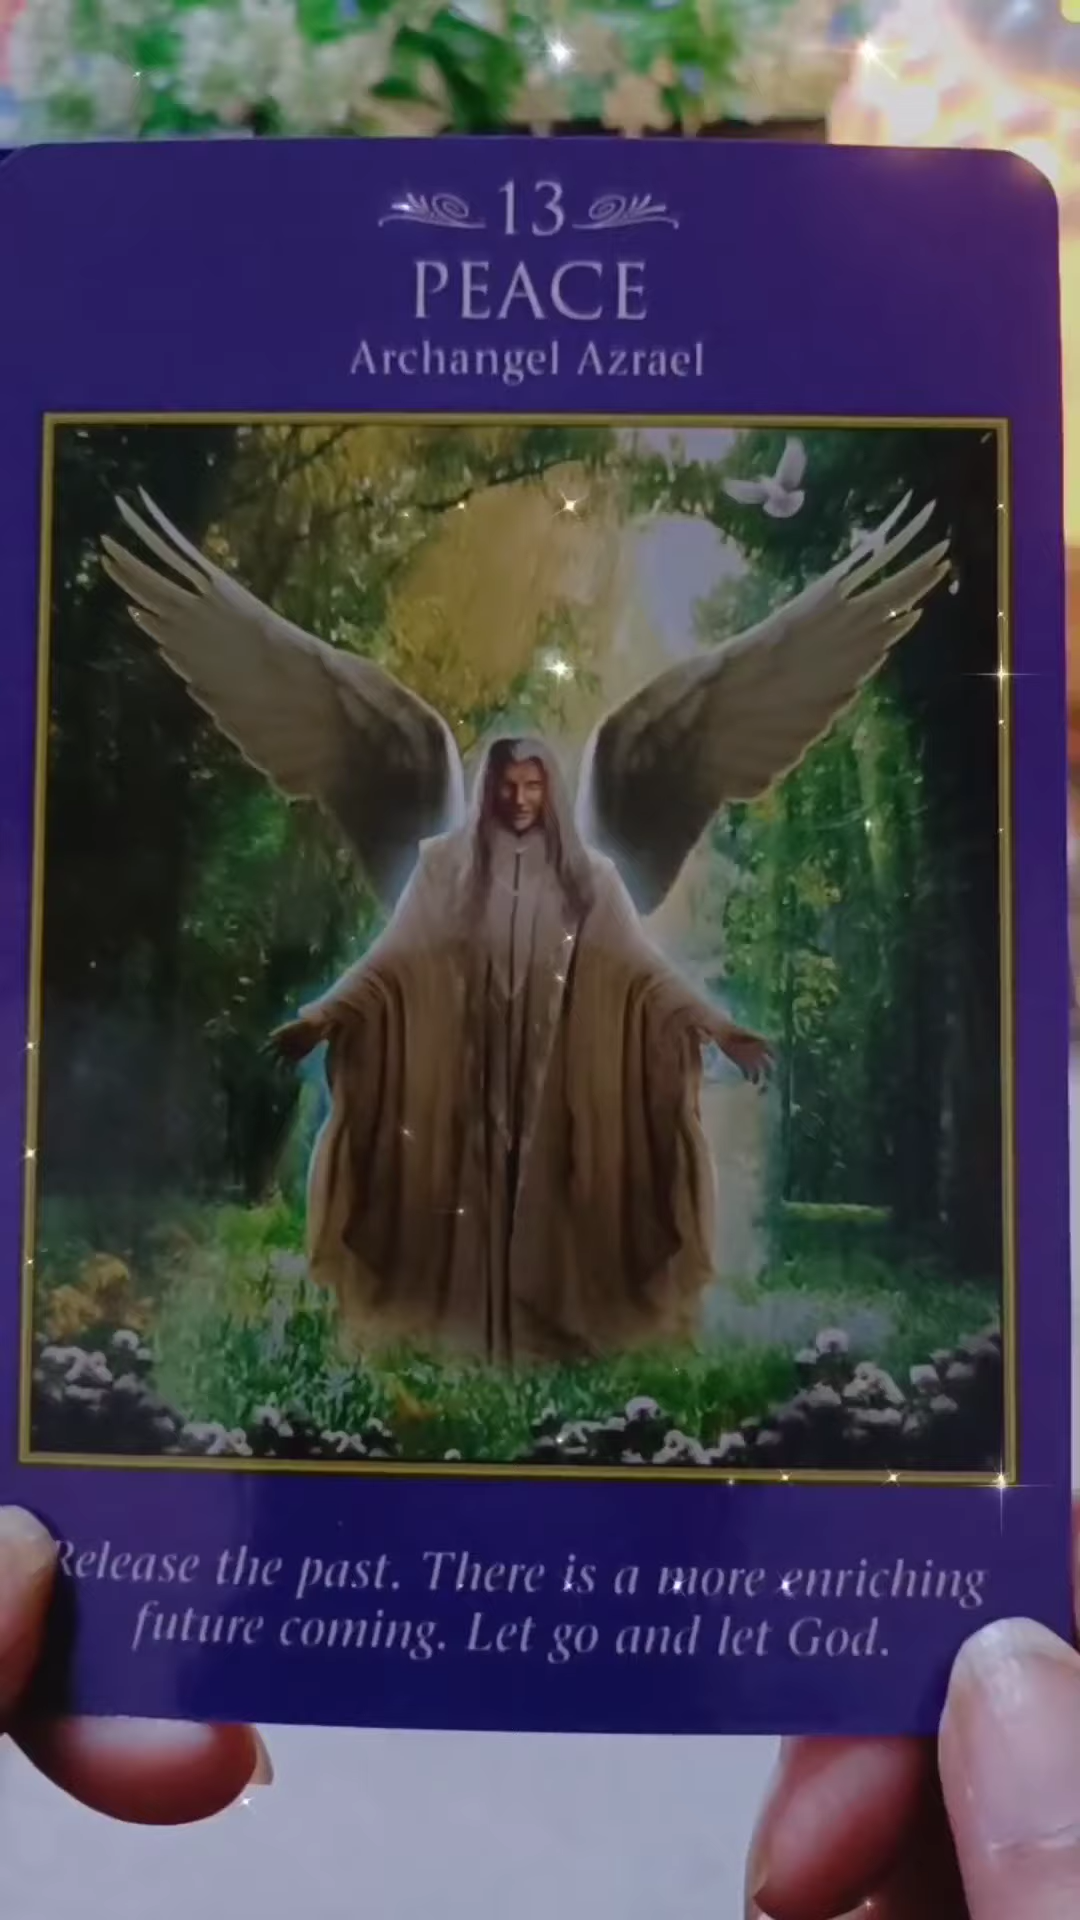 13
PEACE
Archangel Azrael
Release the past. There is a more enriching
future coming. Let go and let God.